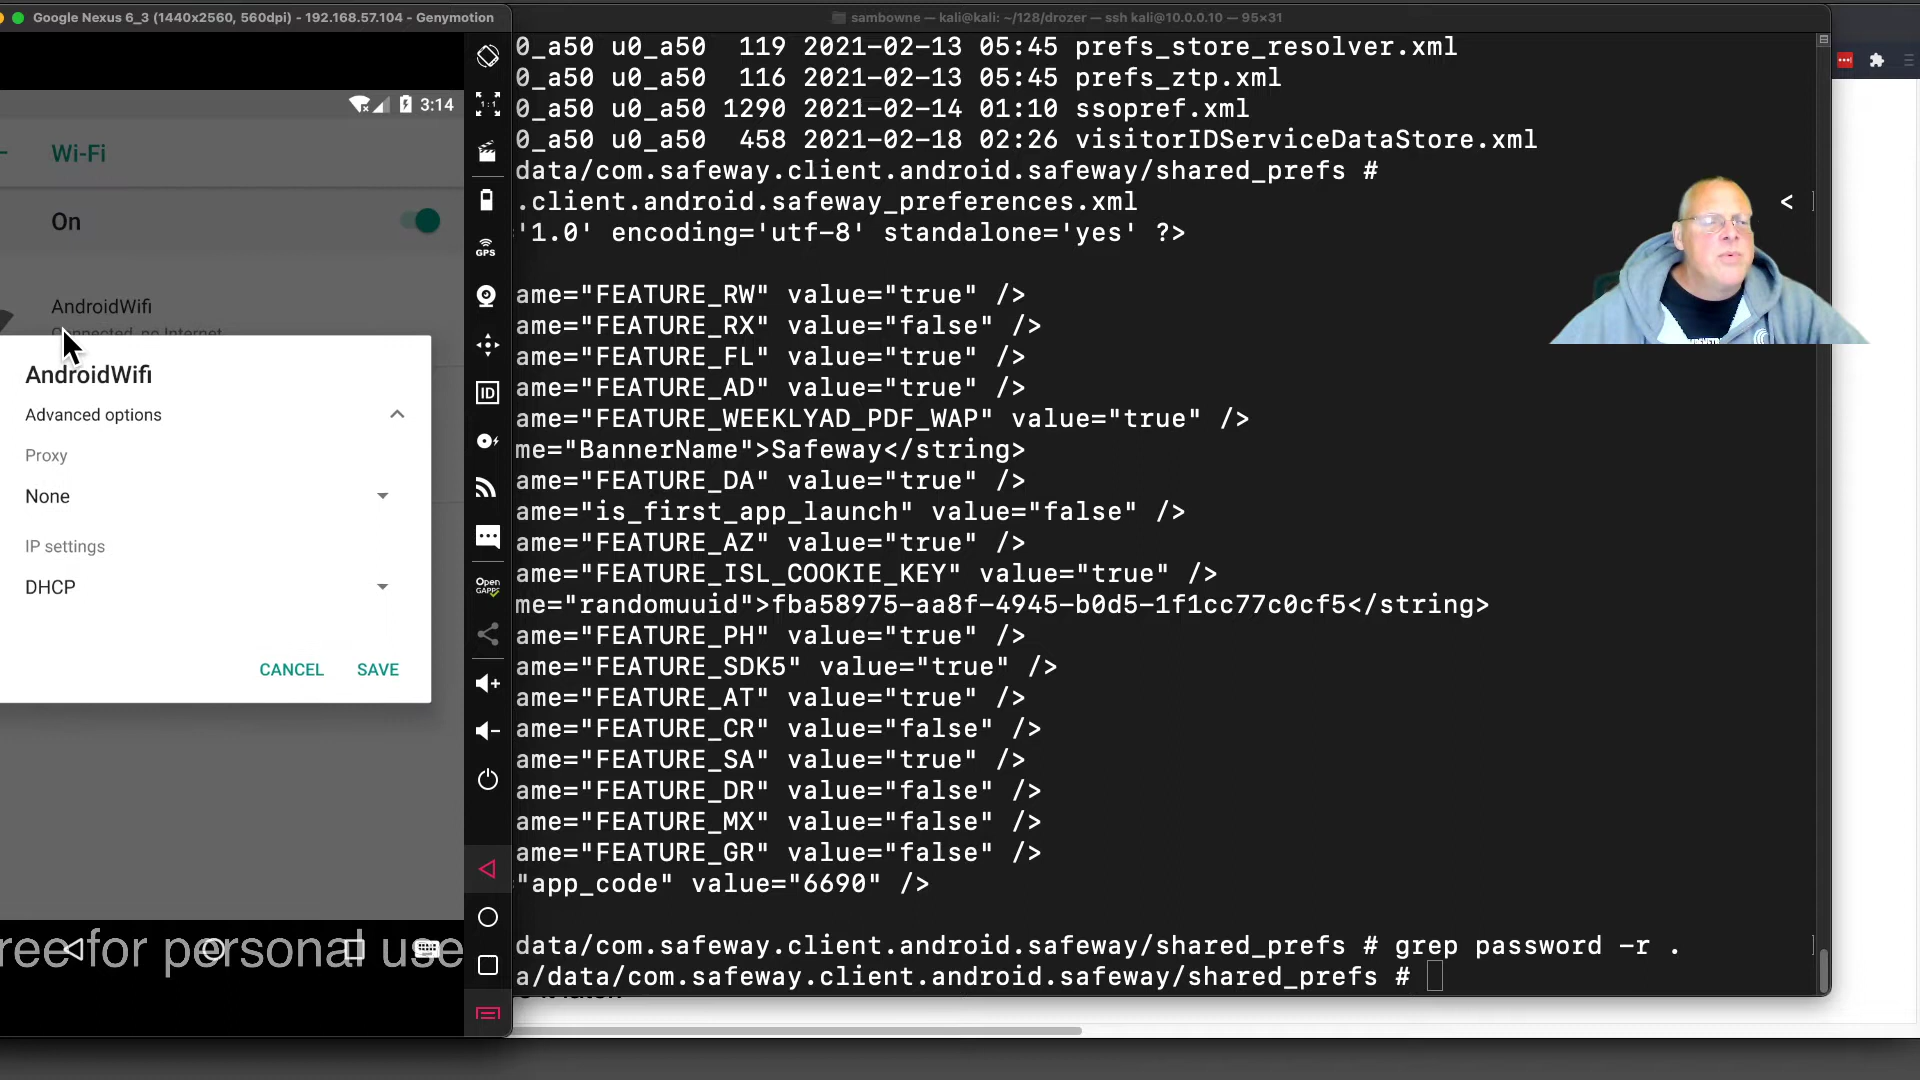 Google Nexus 6_3 (1440x2560, 560dpi) - 192.168.57.104 - Genymotion
sambowne — kali@kali: ~/128/drozer — ssh kali@10.0.0.10 — 95×31
3:14
Wi-Fi
On
AndroidWifi
Connected, no Internet
AndroidWifi
Advanced options
Proxy
None
IP settings
DHCP
CANCEL SAVE
ree for personal use
1:1
GPS
ID
Open
GAPPS
0_a50 u0_a50 119 2021-02-13 05:45 prefs_store_resolver.xml
0_a50 u0_a50 116 2021-02-13 05:45 prefs_ztp.xml
0_a50 u0_a50 1290 2021-02-14 01:10 ssopref.xml
0_a50 u0_a50 458 2021-02-18 02:26 visitorIDServiceDataStore.xml
data/com.safeway.client.android.safeway/shared_prefs #
.client.android.safeway_preferences.xml <
'1.0' encoding='utf-8' standalone='yes' ?>
ame="FEATURE_RW" value="true" />
ame="FEATURE_RX" value="false" />
ame="FEATURE_FL" value="true" />
ame="FEATURE_AD" value="true" />
ame="FEATURE_WEEKLYAD_PDF_WAP" value="true" />
me="BannerName">Safeway</string>
ame="FEATURE_DA" value="true" />
ame="is_first_app_launch" value="false" />
ame="FEATURE_AZ" value="true" />
ame="FEATURE_ISL_COOKIE_KEY" value="true" />
me="randomuuid">fba58975-aa8f-4945-b0d5-1f1cc77c0cf5</string>
ame="FEATURE_PH" value="true" />
ame="FEATURE_SDK5" value="true" />
ame="FEATURE_AT" value="true" />
ame="FEATURE_CR" value="false" />
ame="FEATURE_SA" value="true" />
ame="FEATURE_DR" value="false" />
ame="FEATURE_MX" value="false" />
ame="FEATURE_GR" value="false" />
"app_code" value="6690" />
data/com.safeway.client.android.safeway/shared_prefs # grep password -r .
a/data/com.safeway.client.android.safeway/shared_prefs #